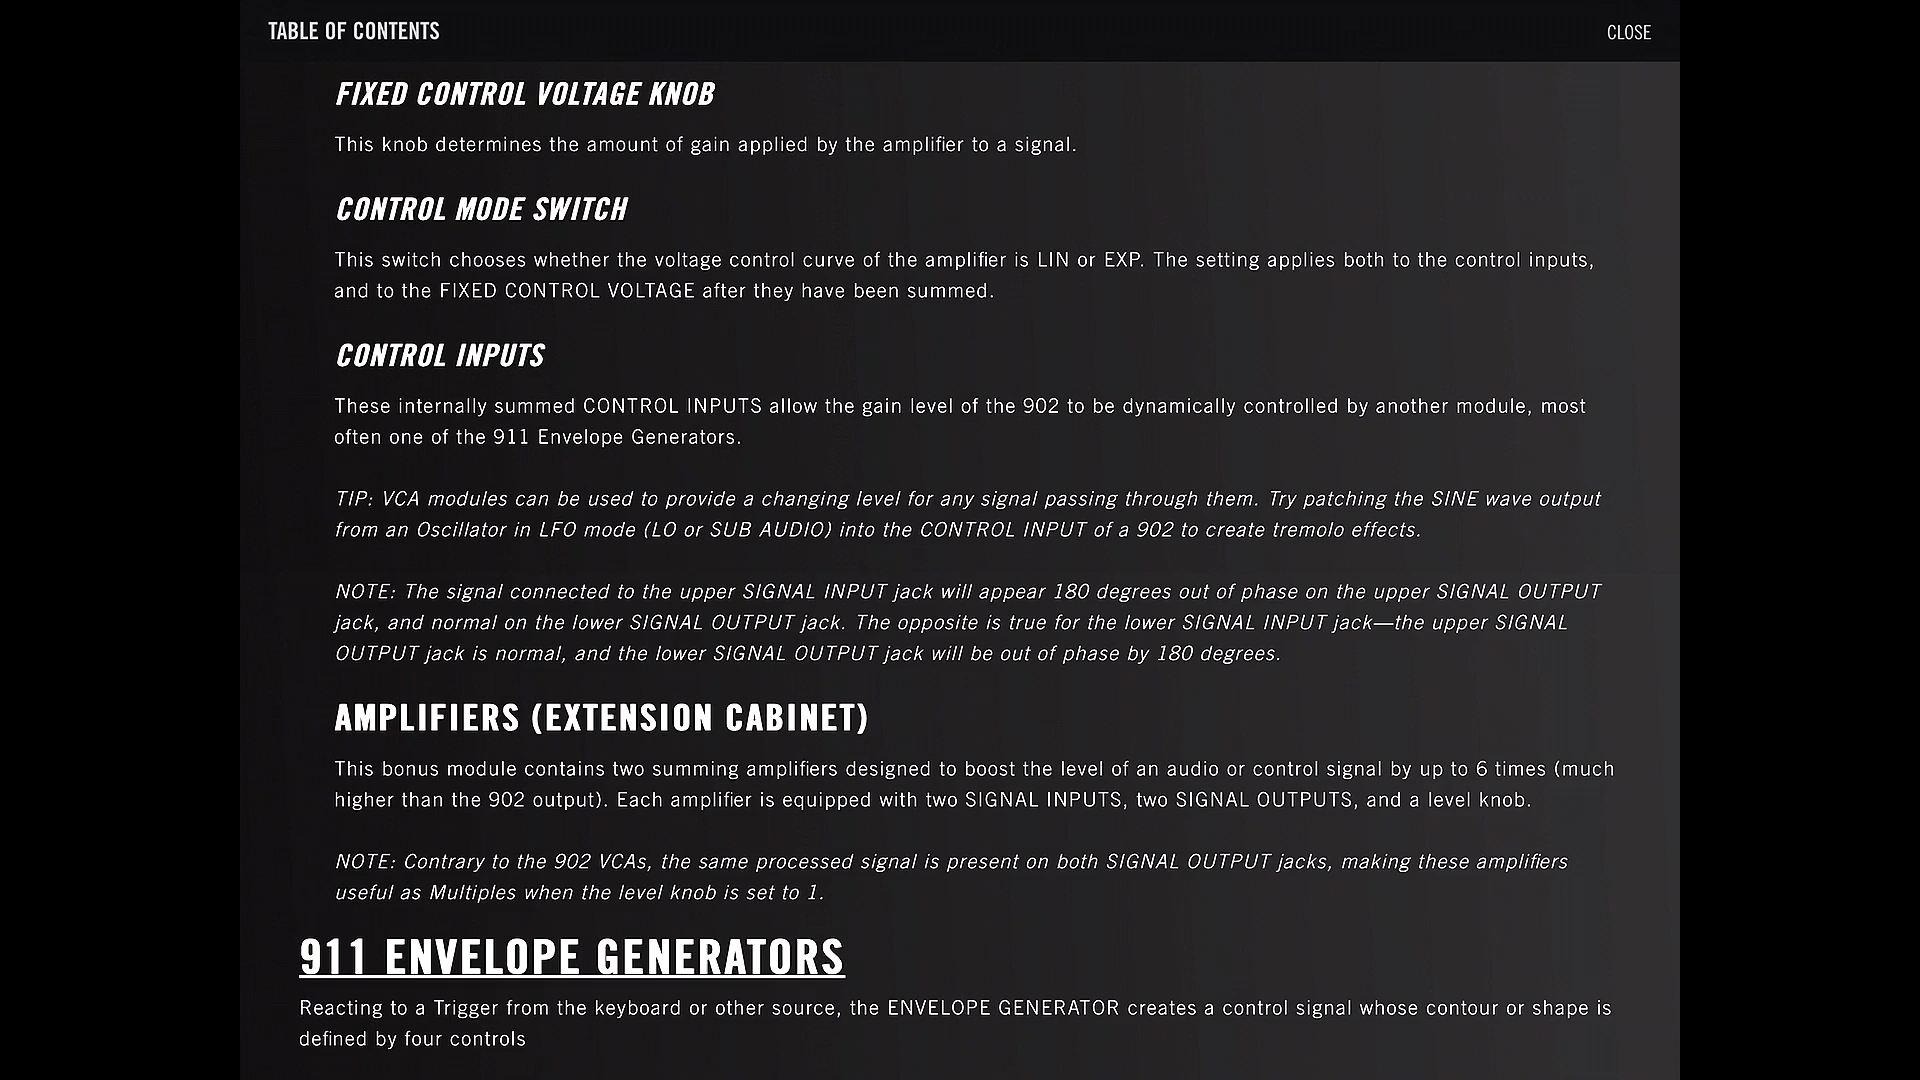 TABLE OF CONTENTS
CLOSE
FIXED CONTROL VOLTAGE KNOB
This knob determines the amount of gain applied by the amplifier to a signal.
CONTROL MODE SWITCH
This switch chooses whether the voltage control curve of the amplifier is LIN or EXP. The setting applies both to the control inputs,
and to the FIXED CONTROL VOLTAGE after they have been summed.
CONTROL INPUTS
These internally summed CONTROL INPUTS allow the gain level of the 902 to be dynamically controlled by another module, most
often one of the 911 Envelope Generators.
TIP: VCA modules can be used to provide a changing level for any signal passing through them. Try patching the SINE wave output
from an Oscillator in LFO mode (LO or SUB AUDIO) into the CONTROL INPUT of a 902 to create tremolo effects.
NOTE: The signal connected to the upper SIGNAL INPUT jack will appear 180 degrees out of phase on the upper SIGNAL OUTPUT
jack, and normal on the lower SIGNAL OUTPUT jack. The opposite is true for the lower SIGNAL INPUT jack—the upper SIGNAL
OUTPUT jack is normal, and the lower SIGNAL OUTPUT jack will be out of phase by 180 degrees.
AMPLIFIERS (EXTENSION CABINET)
This bonus module contains two summing amplifiers designed to boost the level of an audio or control signal by up to 6 times (much
higher than the 902 output). Each amplifier is equipped with two SIGNAL INPUTS, two SIGNAL OUTPUTS, and a level knob.
NOTE: Contrary to the 902 VCAs, the same processed signal is present on both SIGNAL OUTPUT jacks, making these amplifiers
useful as Multiples when the level knob is set to 1.
911 ENVELOPE GENERATORS
Reacting to a Trigger from the keyboard or other source, the ENVELOPE GENERATOR creates a control signal whose contour or shape is
defined by four controls